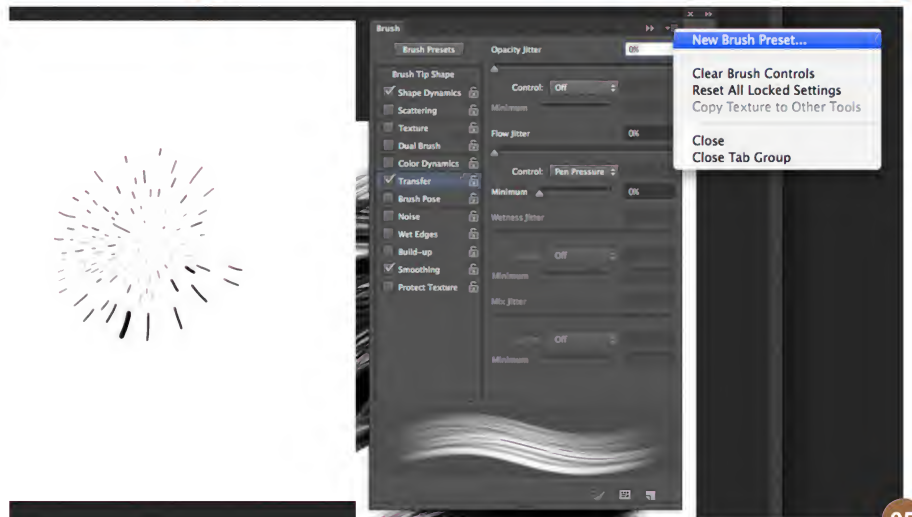 Brush
Brush Presets
Brush Tip Shape
Shape Dynamics
Scattering
Texture
Dual Brush
Color Dynamics
Transfer
Brush Pose
Noise
Wet Edges
Build-up
Smoothing
Protect Texture
Opacity Jitter 0%
Control: Off
Minimum
Flow Jitter 0%
Control: Pen Pressure
Minimum 0%
Wetness Jitter
Off
Minimum
Mix Jitter
Off
Minimum
New Brush Preset...
Clear Brush Controls
Reset All Locked Settings
Copy Texture to Other Tools
Close
Close Tab Group